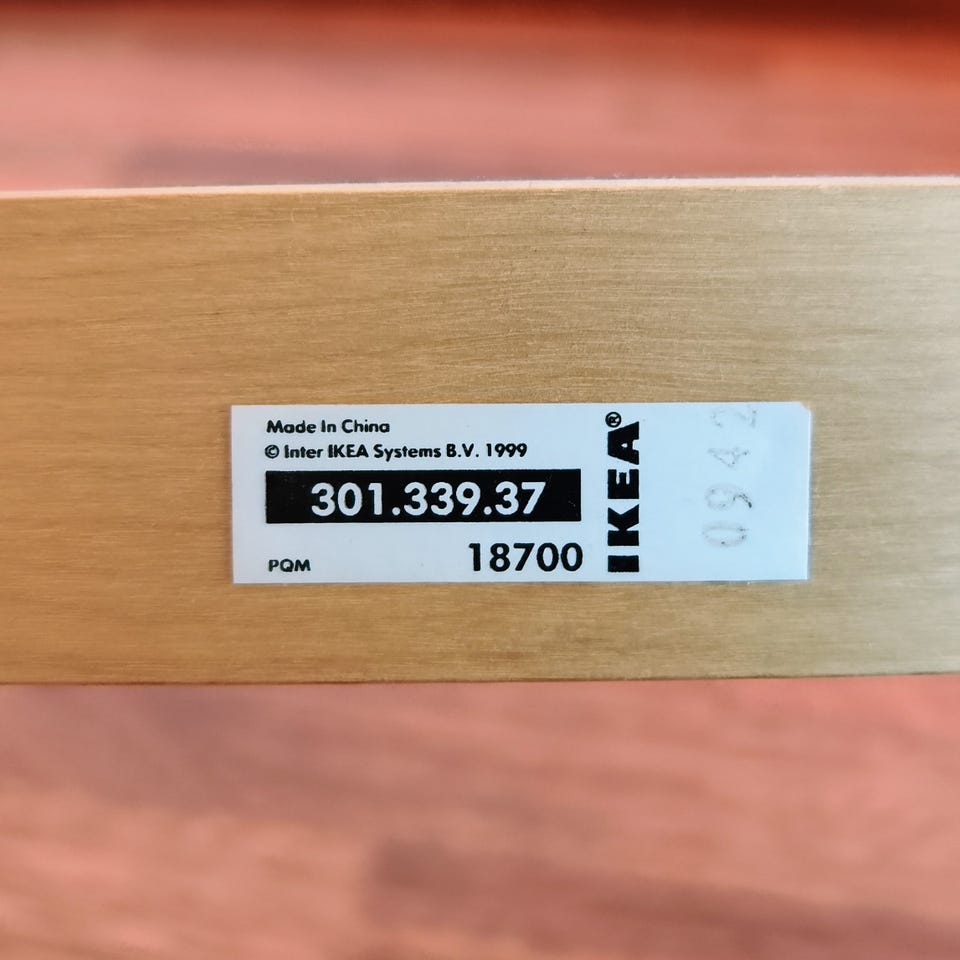 Made In China
© Inter IKEA Systems B.V. 1999
301.339.37
PQM
18700
IKEA®
0942